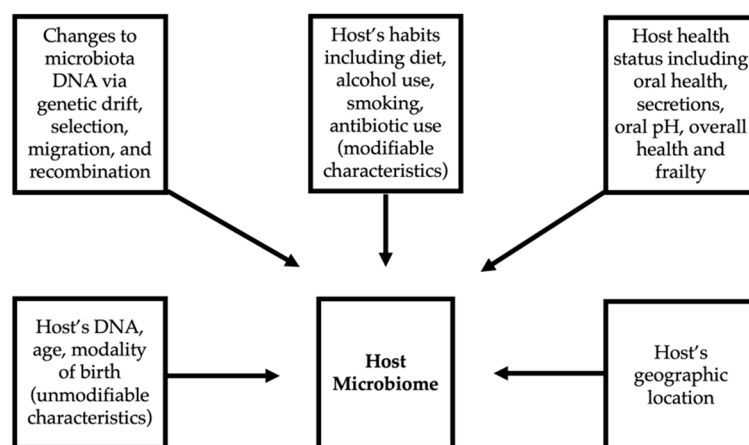 Changes to
microbiota
DNA via
genetic drift,
selection,
migration, and
recombination
Host's habits
including diet,
alcohol use,
smoking,
antibiotic use
(modifiable
characteristics)
Host health
status including
oral health,
secretions,
oral pH, overall
health and
frailty
Host's DNA,
age, modality
of birth
(unmodifiable
characteristics)
Host
Microbiome
Host's
geographic
location